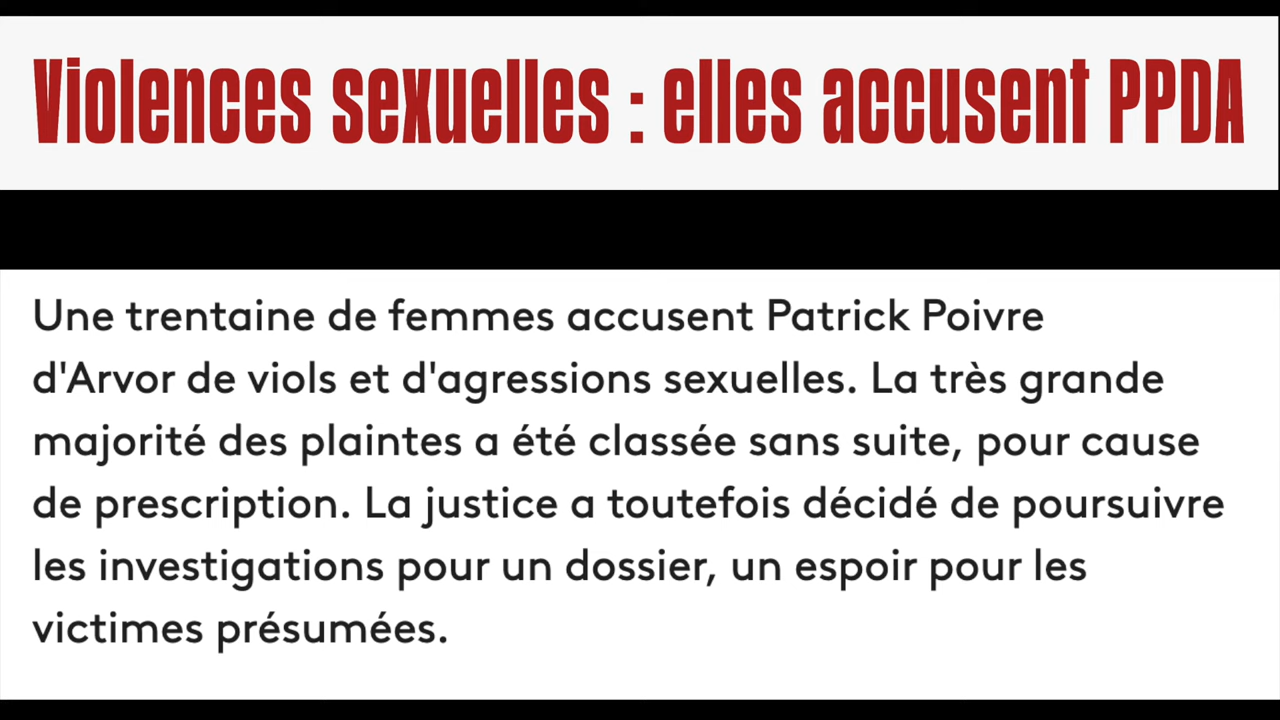 Violences sexuelles : elles accusent PPDA
Une trentaine de femmes accusent Patrick Poivre
d'Arvor de viols et d'agressions sexuelles. La très grande
majorité des plaintes a été classée sans suite, pour cause
de prescription. La justice a toutefois décidé de poursuivre
les investigations pour un dossier, un espoir pour les
victimes présumées.